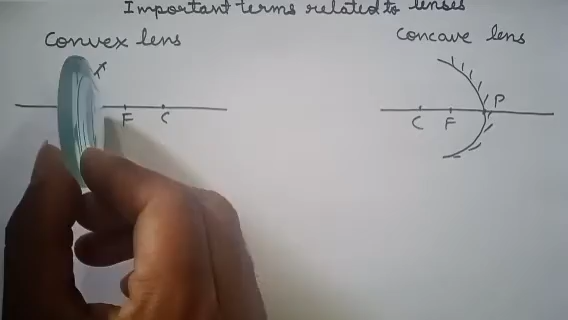 Important terms related to lenses
Convex lens
Concave lens
F
C
C
F
P